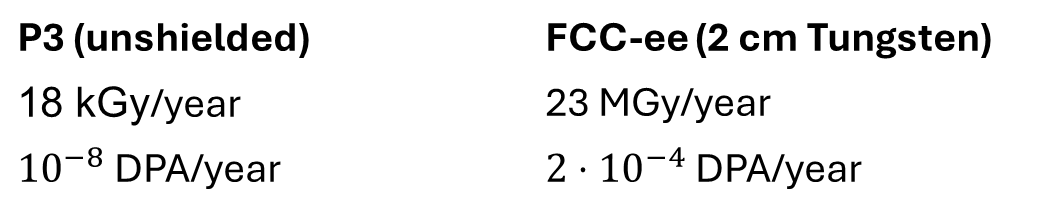 P3 (unshielded) FCC-ee (2 cm Tungsten)
18 kGy/year 23 MGy/year
10⁻⁸ DPA/year 2 · 10⁻⁴ DPA/year